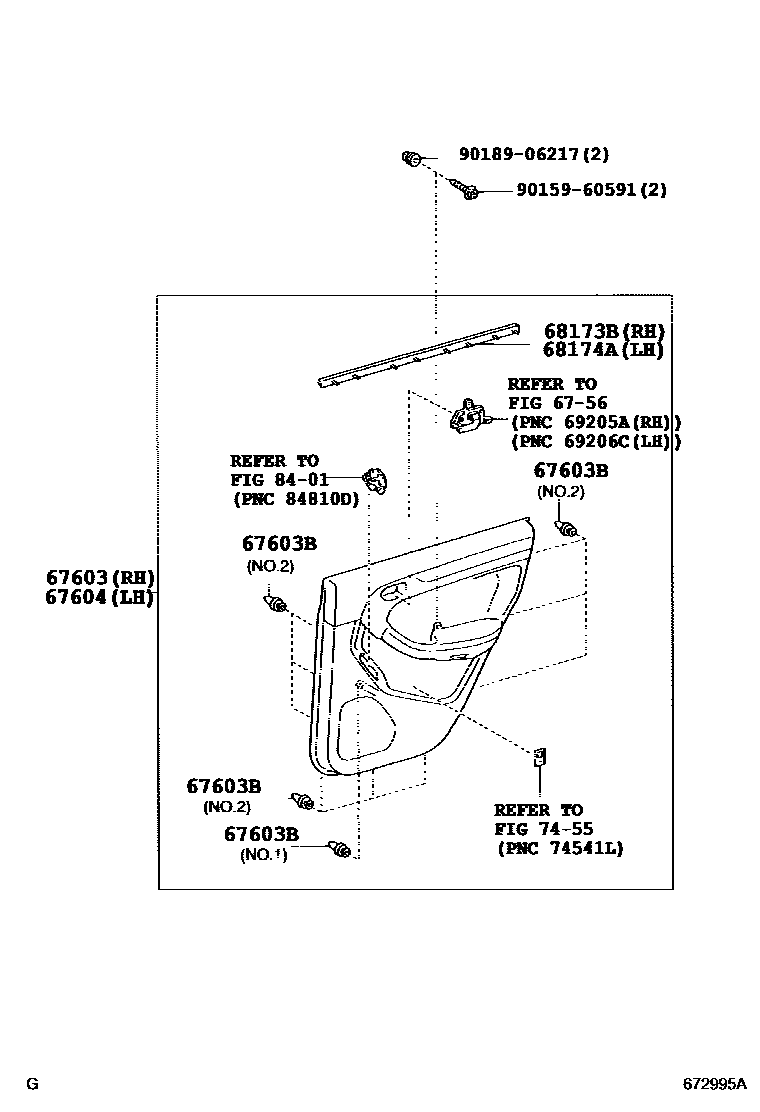 90189-06217(2)
90159-60591(2)
68173B(RH)
68174A(LH)
REFER TO
FIG 67-56
(PNC 69205A(RH))
(PNC 69206C(LH))
REFER TO
FIG 84-01
(PNC 84810D)
67603B
(NO.2)
67603B
(NO.2)
67603(RH)
67604(LH)
67603B
(NO.2)
67603B
(NO.1)
REFER TO
FIG 74-55
(PNC 74541L)
G
672995A